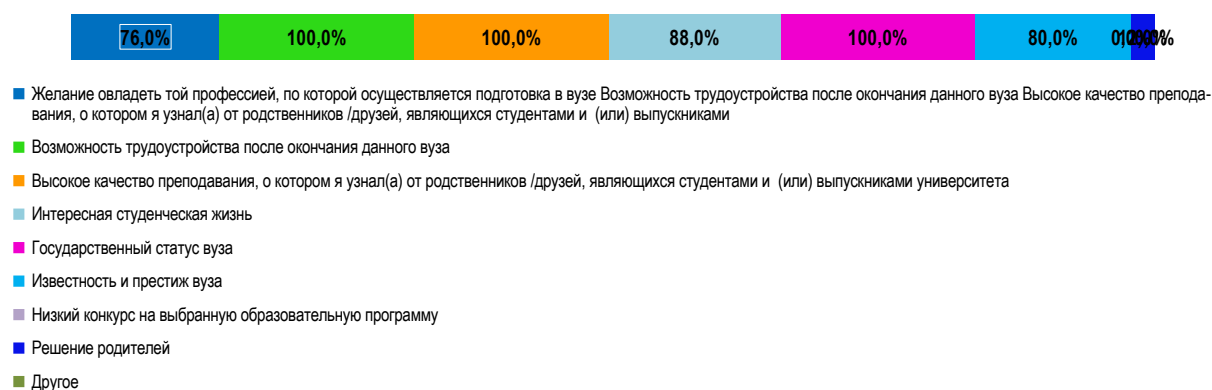 76,0% 100,0% 100,0% 88,0% 100,0% 80,0%
Желание овладеть той профессией, по которой осуществляется подготовка в вузе Возможность трудоустройства после окончания данного вуза Высокое качество препода-
вания, о котором я узнал(а) от родственников /друзей, являющихся студентами и (или) выпускниками
Возможность трудоустройства после окончания данного вуза
Высокое качество преподавания, о котором я узнал(а) от родственников /друзей, являющихся студентами и (или) выпускниками университета
Интересная студенческая жизнь
Государственный статус вуза
Известность и престиж вуза
Низкий конкурс на выбранную образовательную программу
Решение родителей
Другое